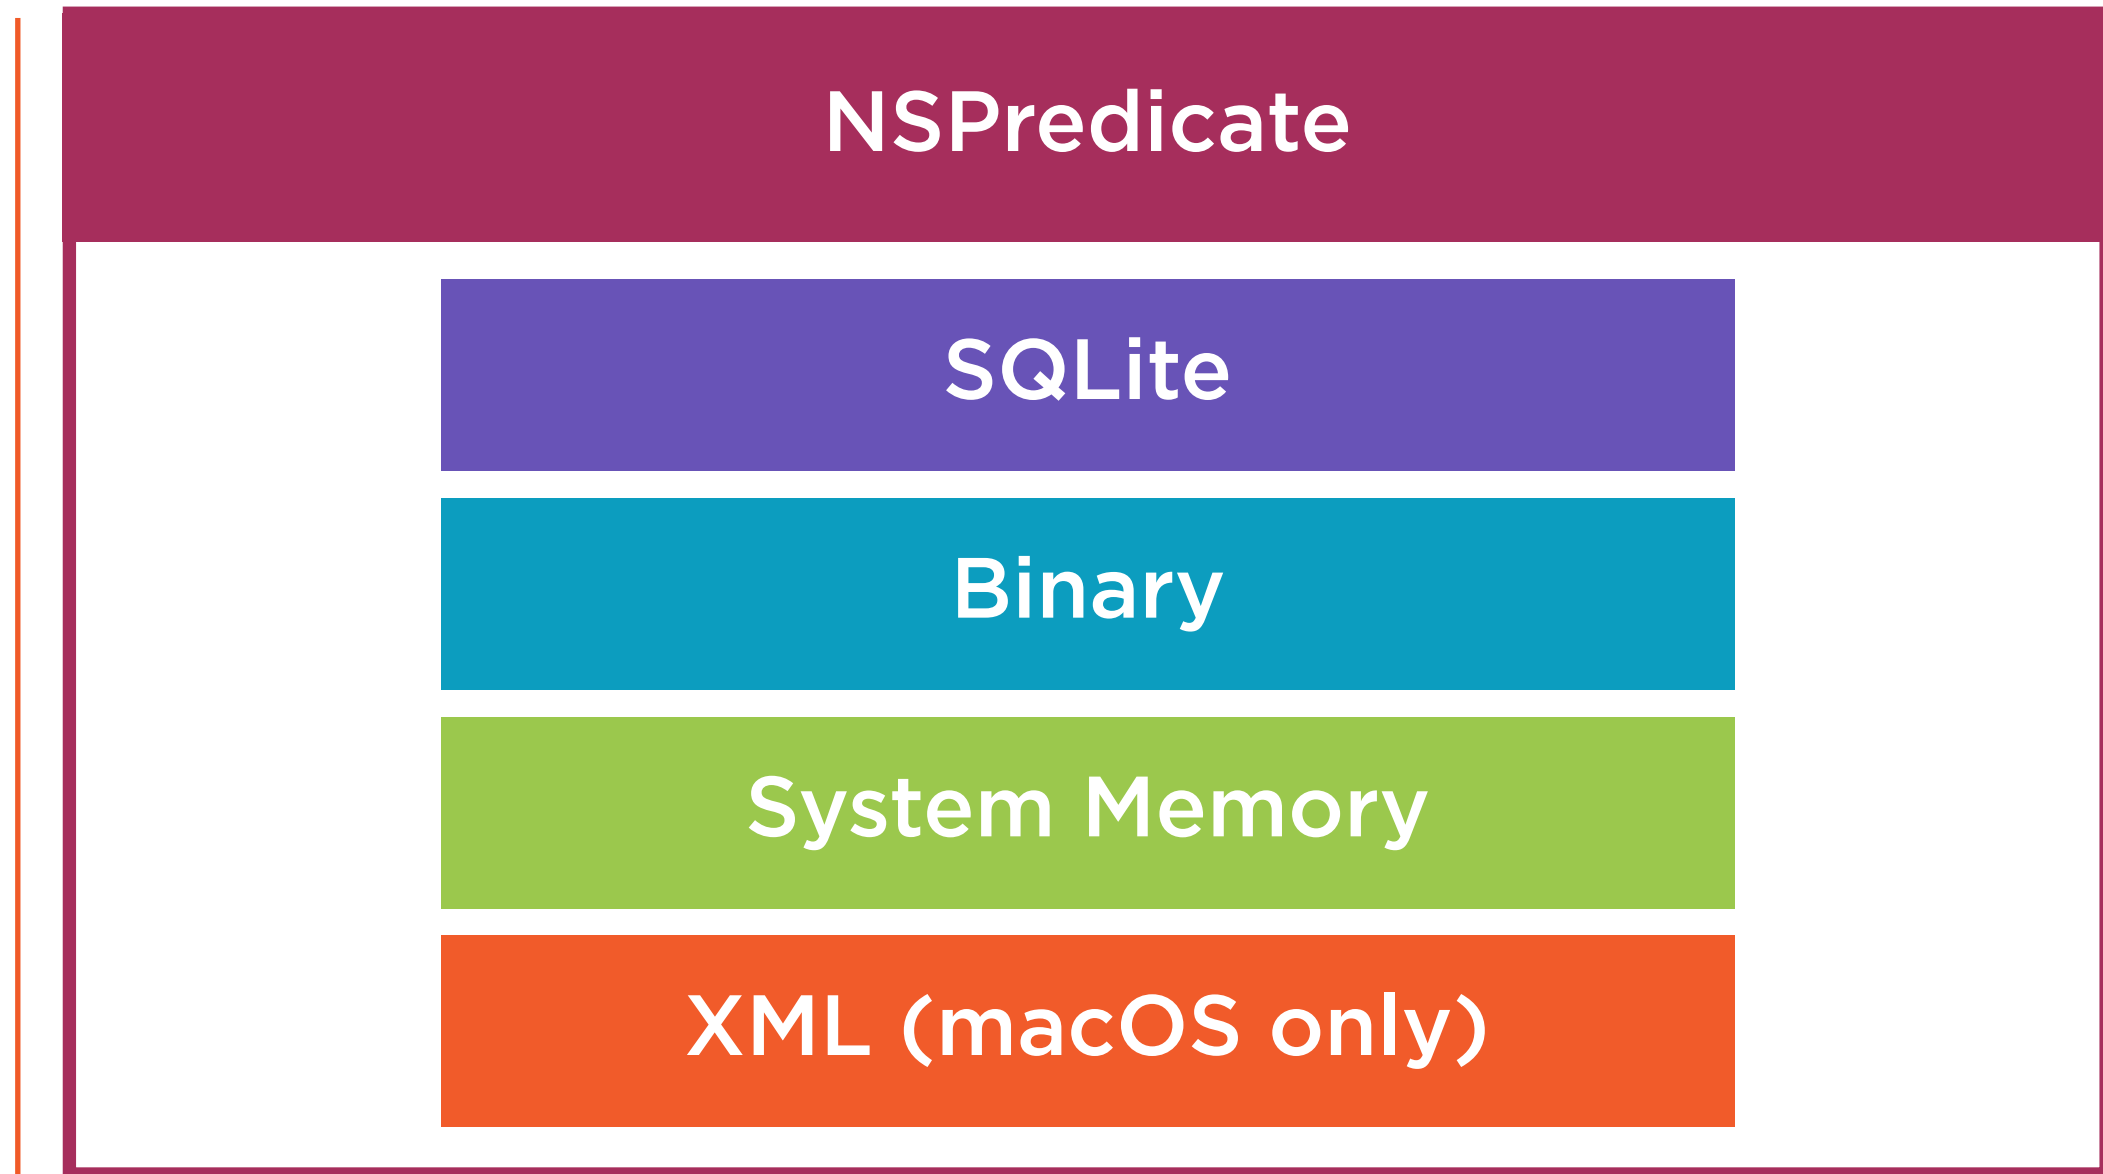 NSPredicate
SQLite
Binary
System Memory
XML (macOS only)